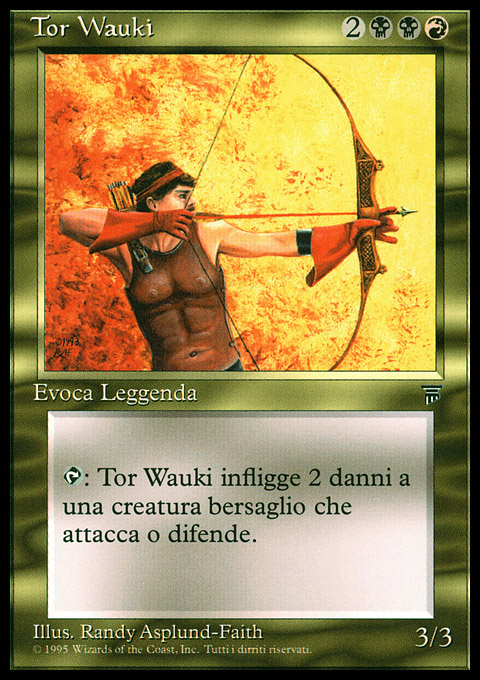 Tor Wauki 2
Evoca Leggenda
: Tor Wauki infligge 2 danni a
una creatura bersaglio che
attacca o difende.
Illus. Randy Asplund-Faith
3/3
© 1995 Wizards of the Coast, Inc. Tutti i diritti riservati.